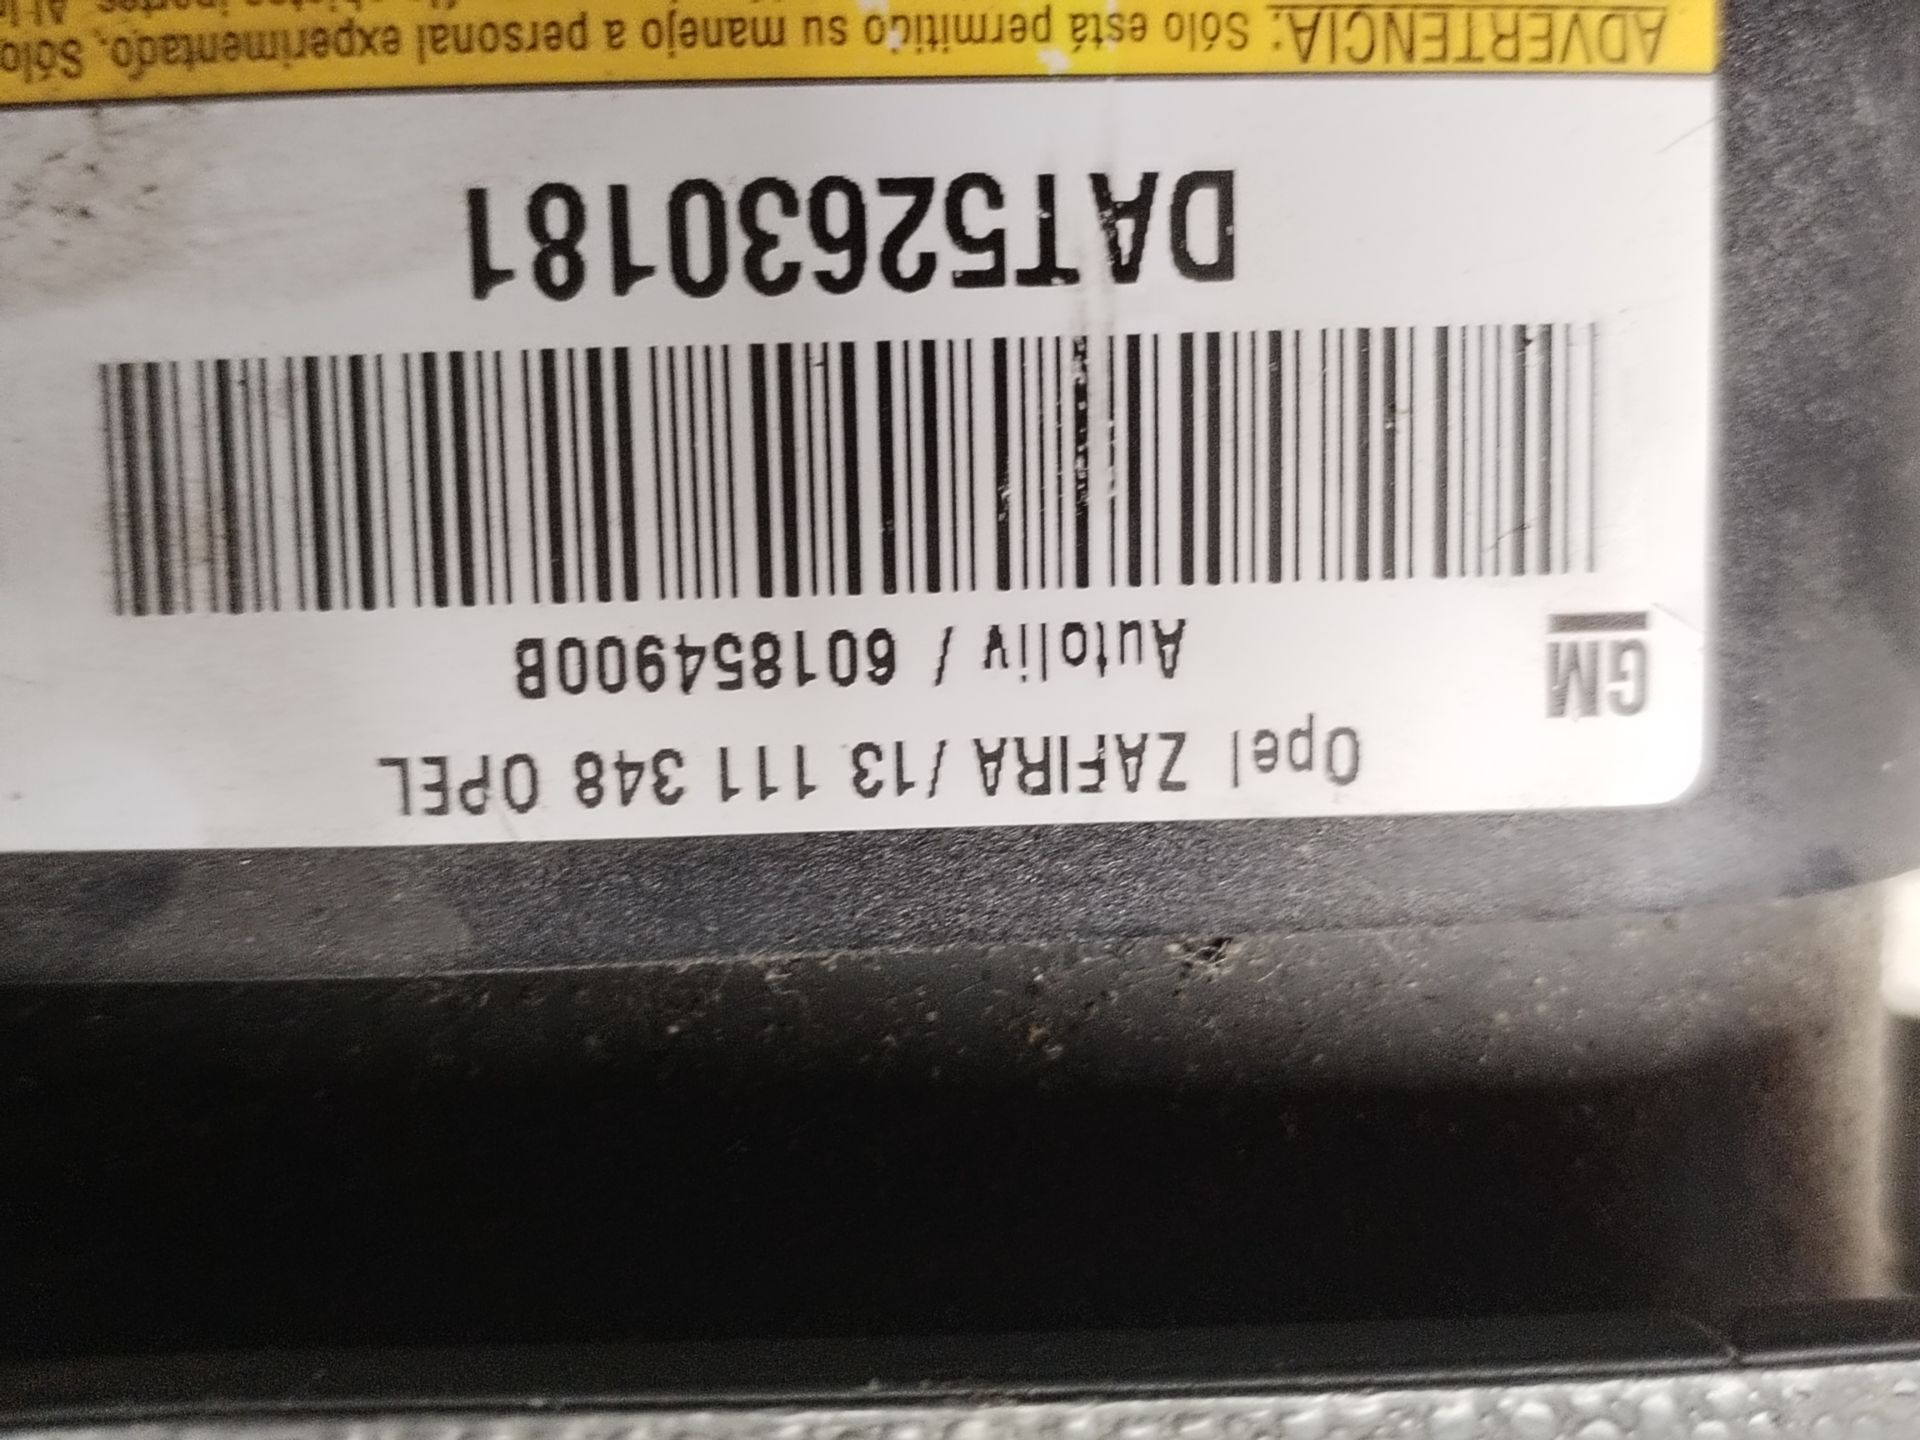 Opel ZAFIRA /13 111 348 OPEL
GM
Autoliv / 601854900B
DAT52630181
ADVERTENCIA: Sólo está permitido su manejo a personal experimentado. Sólo